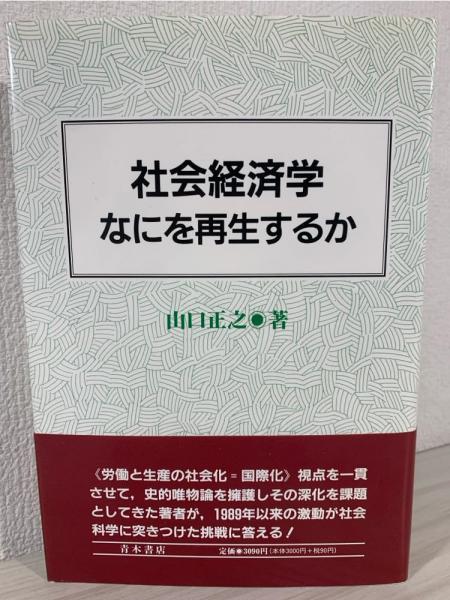 社会経済学
なにを再生するか
山口正之◉著
《労働と生産の社会化=国際化》視点を一貫
させて，史的唯物論を擁護しその深化を課題
としてきた著者が，1989年以来の激動が社会
科学に突きつけた挑戦に答える！
青木書店 定価◉3090円(本体3000円+税90円)